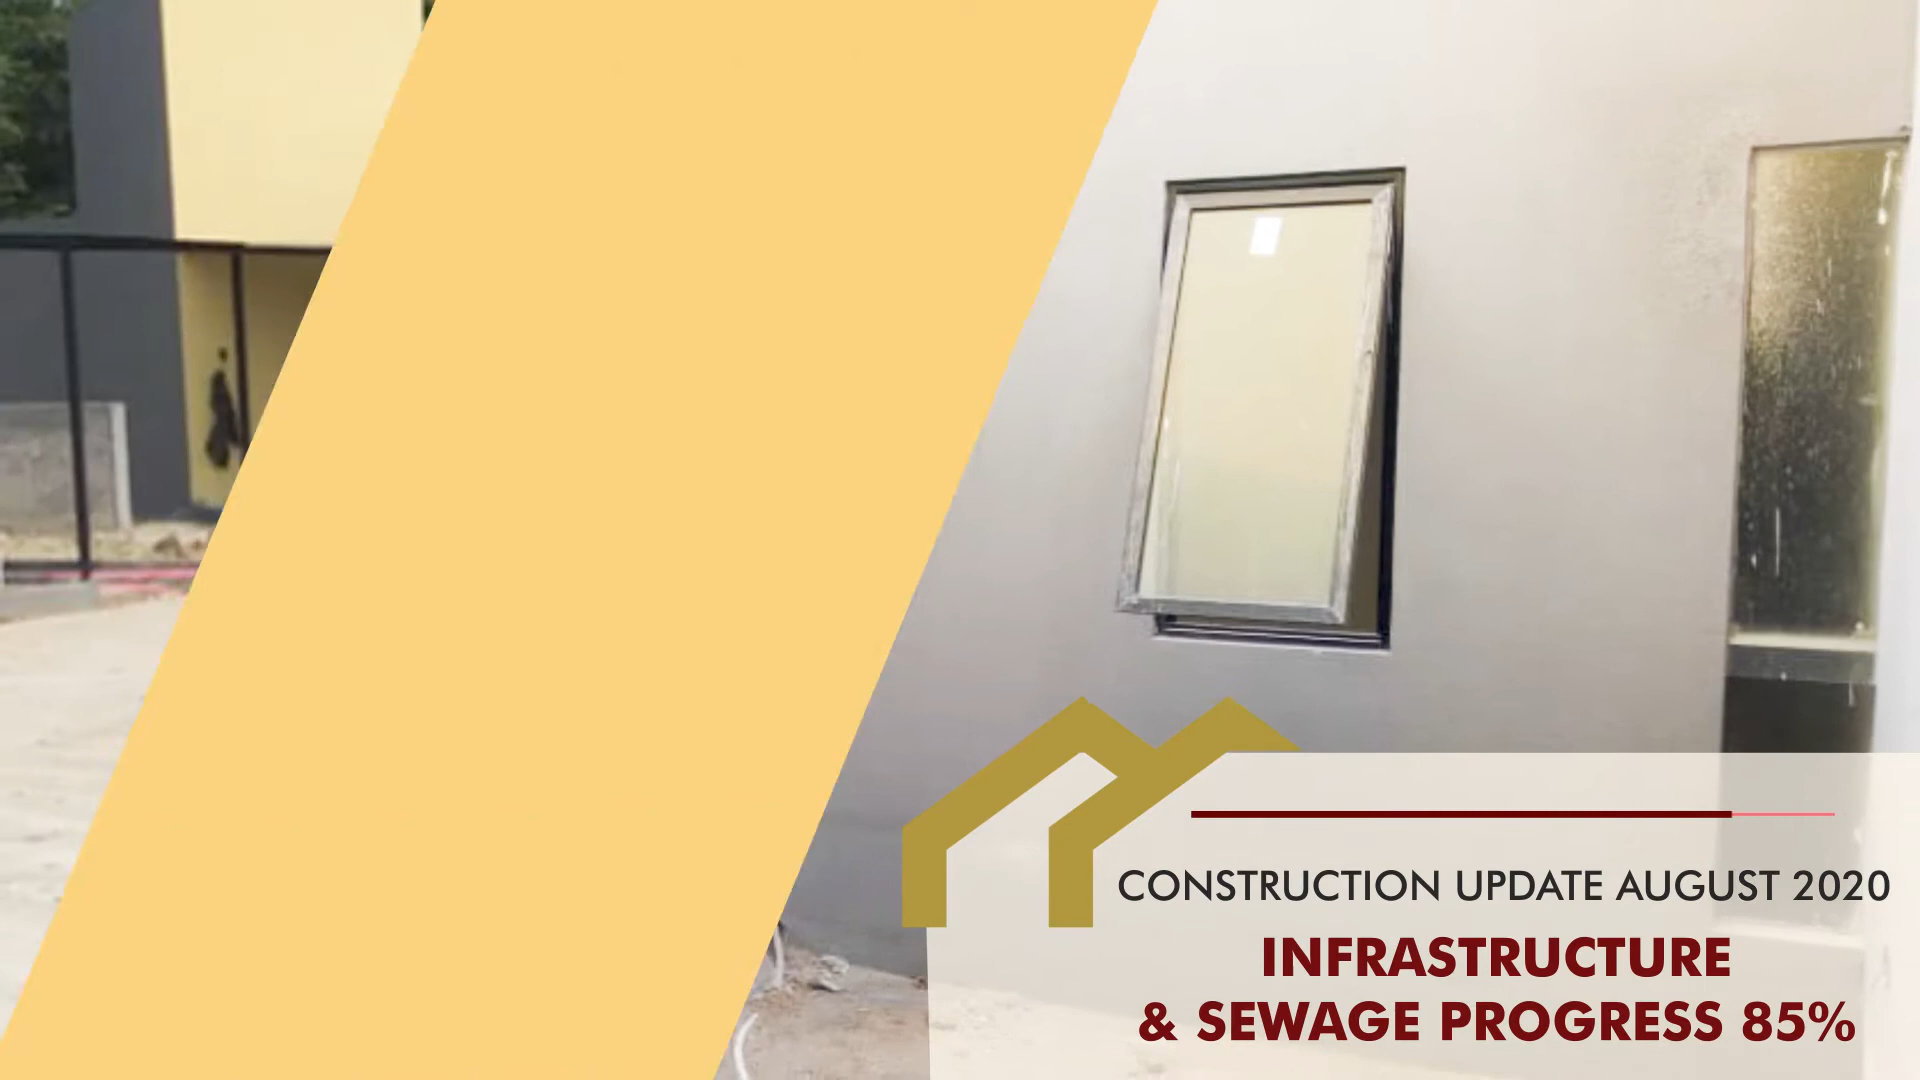 CONSTRUCTION UPDATE AUGUST 2020
INFRASTRUCTURE
& SEWAGE PROGRESS 85%